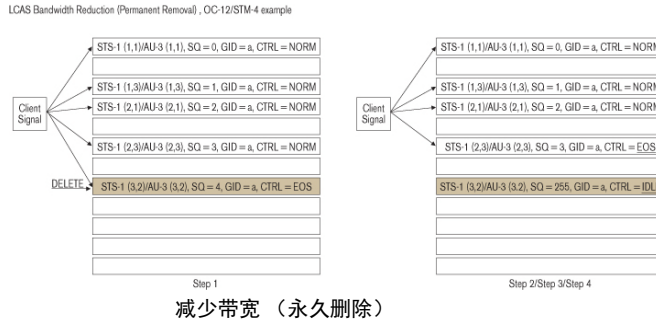 LCAS Bandwidth Reduction (Permanent Removal) , OC-12/STM-4 example
STS-1 (1,1)/AU-3 (1,1), SQ = 0, GID = a, CTRL = NORM
STS-1 (1,3)/AU-3 (1,3), SQ = 1, GID = a, CTRL = NORM
STS-1 (2,1)/AU-3 (2,1), SQ = 2, GID = a, CTRL = NORM
Client
Signal
STS-1 (2,3)/AU-3 (2,3), SQ = 3, GID = a, CTRL = NORM
DELETE
STS-1 (3,2)/AU-3 (3,2), SQ = 4, GID = a, CTRL = EOS
Step 1
STS-1 (1,1)/AU-3 (1,1), SQ = 0, GID = a, CTRL = NORM
STS-1 (1,3)/AU-3 (1,3), SQ = 1, GID = a, CTRL = NORM
STS-1 (2,1)/AU-3 (2,1), SQ = 2, GID = a, CTRL = NORM
Client
Signal
STS-1 (2,3)/AU-3 (2,3), SQ = 3, GID = a, CTRL = EOS
STS-1 (3,2)/AU-3 (3.2), SQ = 255, GID = a, CTRL = IDL
Step 2/Step 3/Step 4
减少带宽 （永久删除）